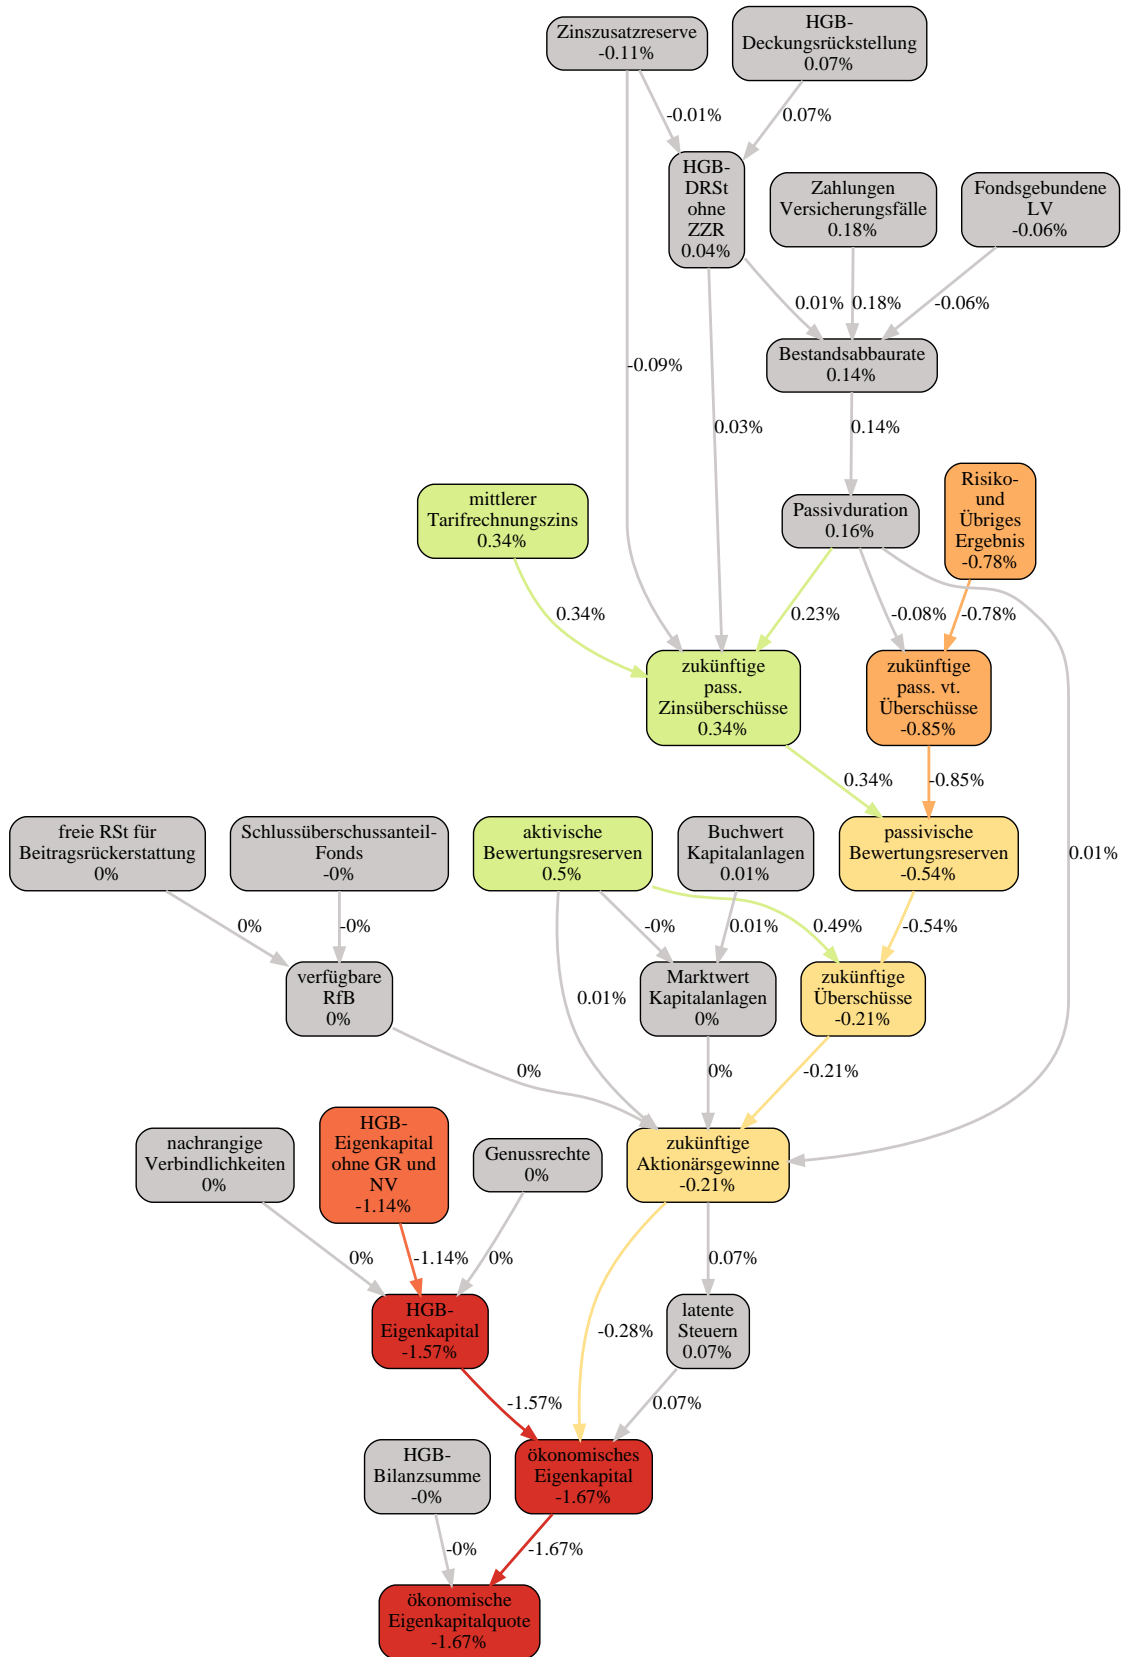 Zinszusatzreserve
-0.11%
HGB-
Deckungsrückstellung
0.07%
-0.01%
0.07%
HGB-
DRSt
ohne
ZZR
0.04%
Zahlungen
Versicherungsfälle
0.18%
Fondsgebundene
LV
-0.06%
0.01%
0.18%
-0.06%
Bestandsabbaurate
0.14%
-0.09%
0.03%
0.14%
mittlerer
Tarifrechnungszins
0.34%
Passivduration
0.16%
Risiko-
und
Übriges
Ergebnis
-0.78%
0.34%
0.23%
-0.08%
-0.78%
zukünftige
pass.
Zinsüberschüsse
0.34%
zukünftige
pass. vt.
Überschüsse
-0.85%
0.34%
-0.85%
freie RSt für
Beitragsrückerstattung
0%
Schlussüberschussanteil-
Fonds
-0%
aktivische
Bewertungsreserven
0.5%
Buchwert
Kapitalanlagen
0.01%
passivische
Bewertungsreserven
-0.54%
0.01%
0%
-0%
-0%
0.01%
0.49%
-0.54%
verfügbare
RfB
0%
0.01%
Marktwert
Kapitalanlagen
0%
zukünftige
Überschüsse
-0.21%
0%
0%
-0.21%
nachrangige
Verbindlichkeiten
0%
HGB-
Eigenkapital
ohne GR und
NV
-1.14%
Genussrechte
0%
zukünftige
Aktionärsgewinne
-0.21%
0%
-1.14%
0%
0.07%
HGB-
Eigenkapital
-1.57%
-0.28%
latente
Steuern
0.07%
-1.57%
0.07%
HGB-
Bilanzsumme
-0%
ökonomisches
Eigenkapital
-1.67%
-0%
-1.67%
ökonomische
Eigenkapitalquote
-1.67%